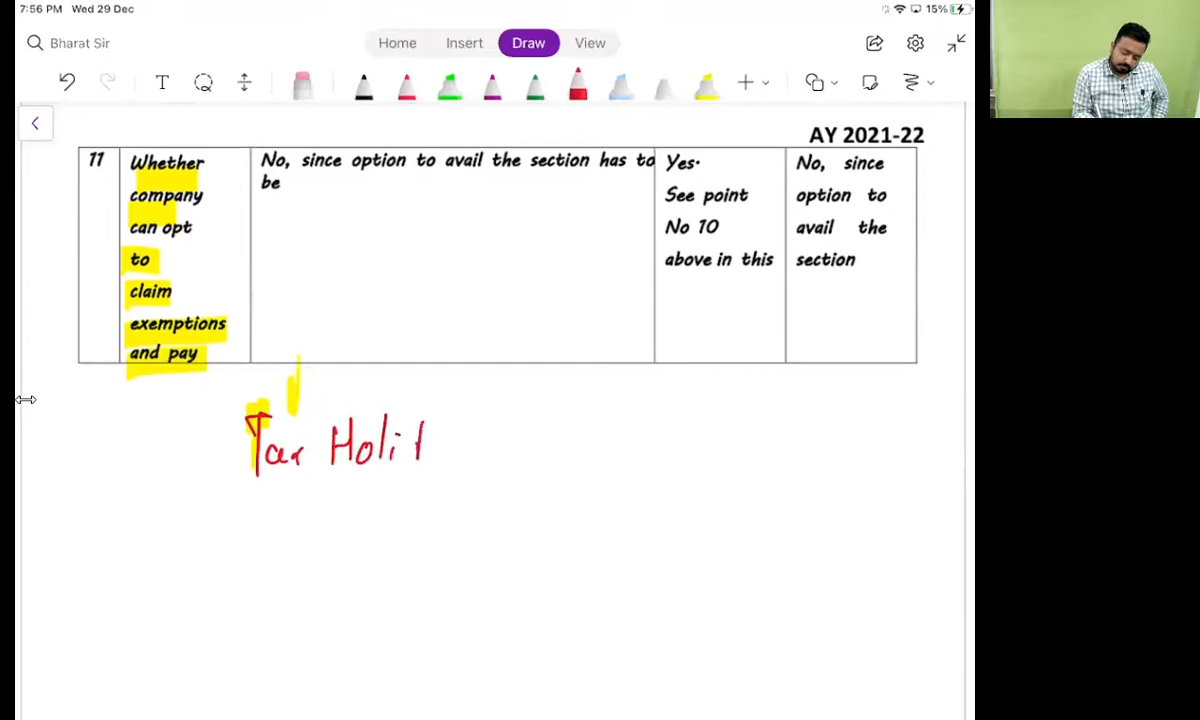 7:56 PM Wed 29 Dec
15%
Bharat Sir
Home Insert Draw View
T
AY 2021-22
11
Whether
company
can opt
to
claim
exemptions
and pay
No, since option to avail the section has to
be
Yes.
See point
No 10
above in this
No, since
option to
avail the
section
Tax Holid